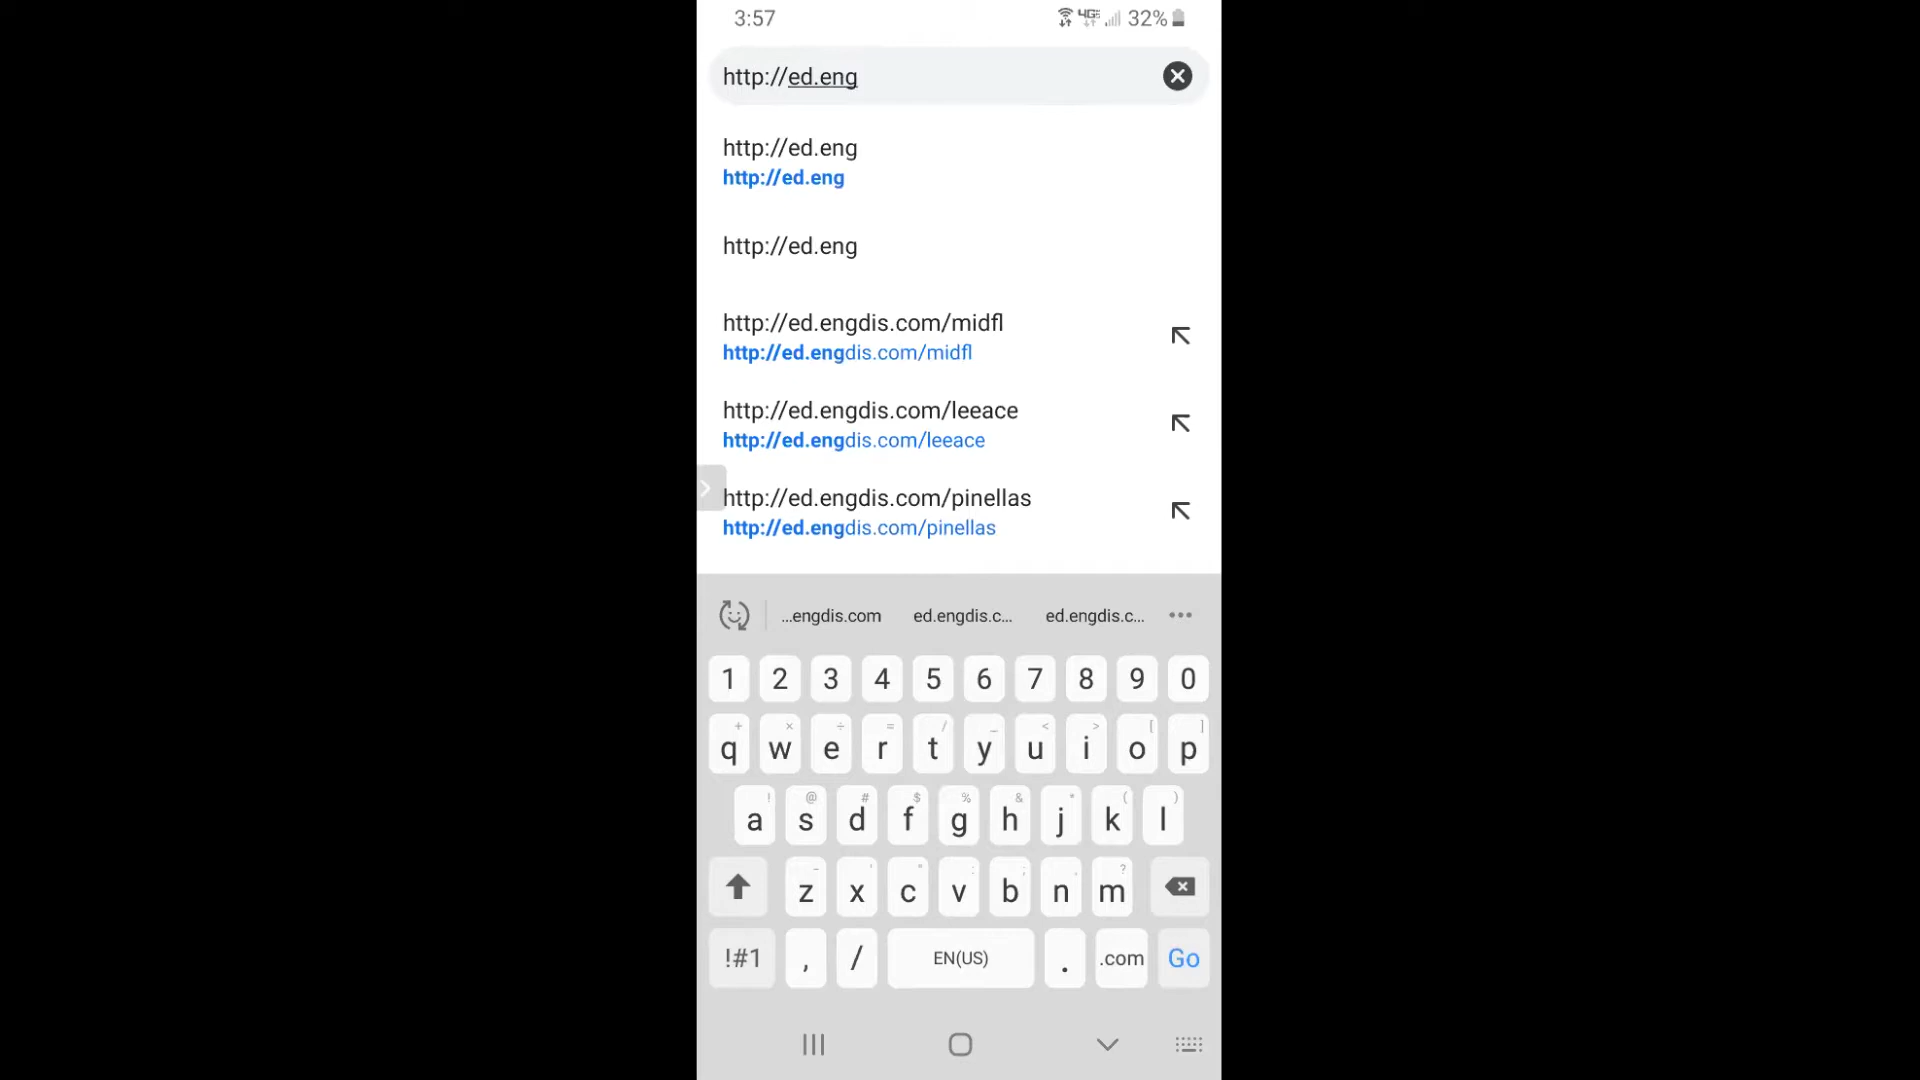 3:57 4GE 32%
http://ed.eng
http://ed.eng
http://ed.eng
http://ed.eng
http://ed.engdis.com/midfl
http://ed.engdis.com/midfl
http://ed.engdis.com/leeace
http://ed.engdis.com/leeace
http://ed.engdis.com/pinellas
http://ed.engdis.com/pinellas
...engdis.com ed.engdis.c... ed.engdis.c...
1 2 3 4 5 6 7 8 9 0
+ × ÷ = / _ < > [ ]
q w e r t y u i o p
! @ # $ % & * ( )
a s d f g h j k l
- ' " : ; , ?
z x c v b n m
!#1 , / EN(US) . .com Go